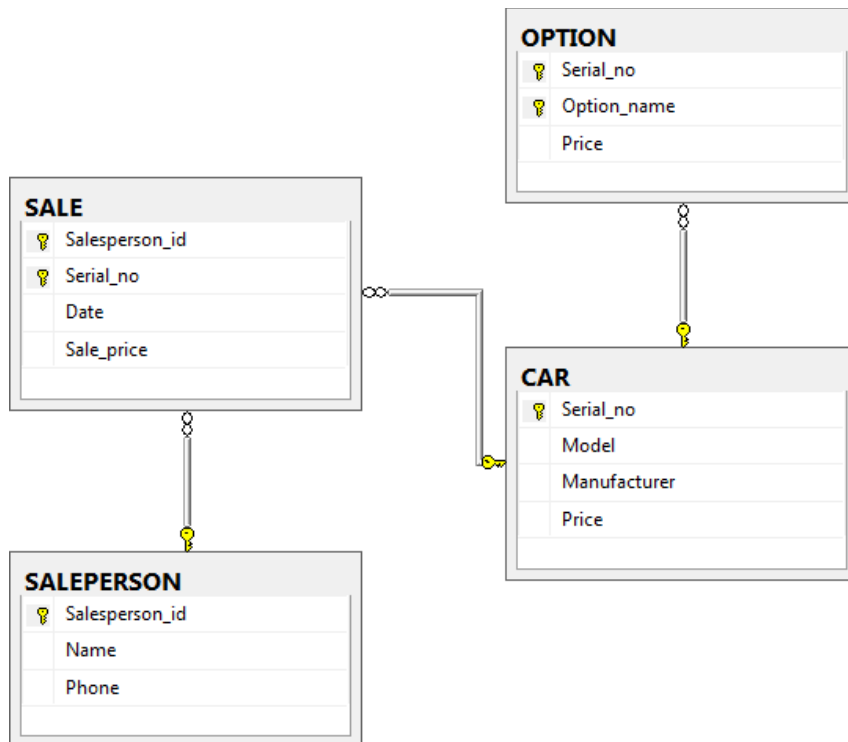 OPTION
Serial_no
Option_name
Price
SALE
Salesperson_id
Serial_no
Date
Sale_price
CAR
Serial_no
Model
Manufacturer
Price
SALEPERSON
Salesperson_id
Name
Phone